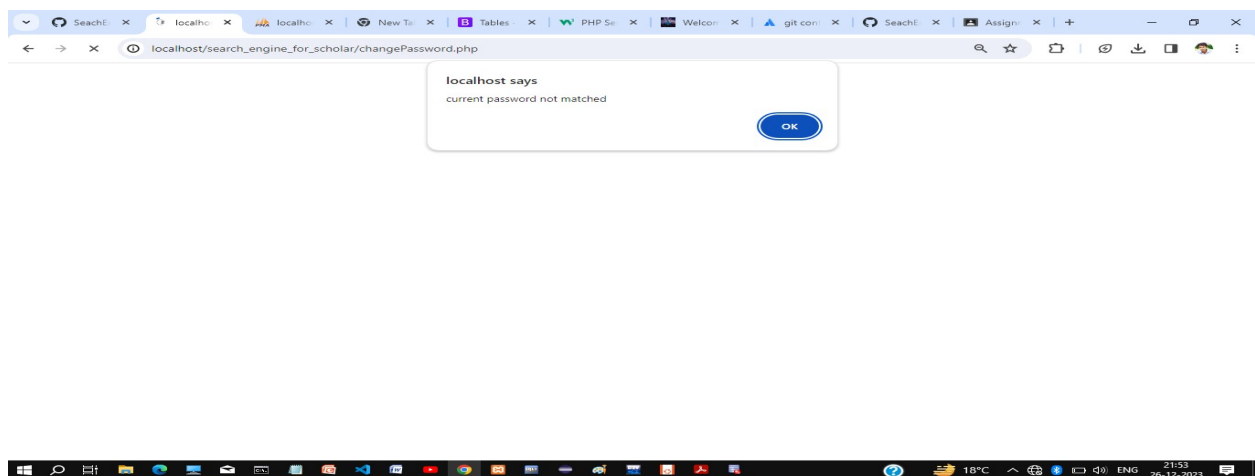 SeachE localho localho New Ta Tables - PHP Se Welcon git con SeachE Assign
localhost/search_engine_for_scholar/changePassword.php
localhost says
current password not matched
OK
18°C ENG 21:53
26-12-2023